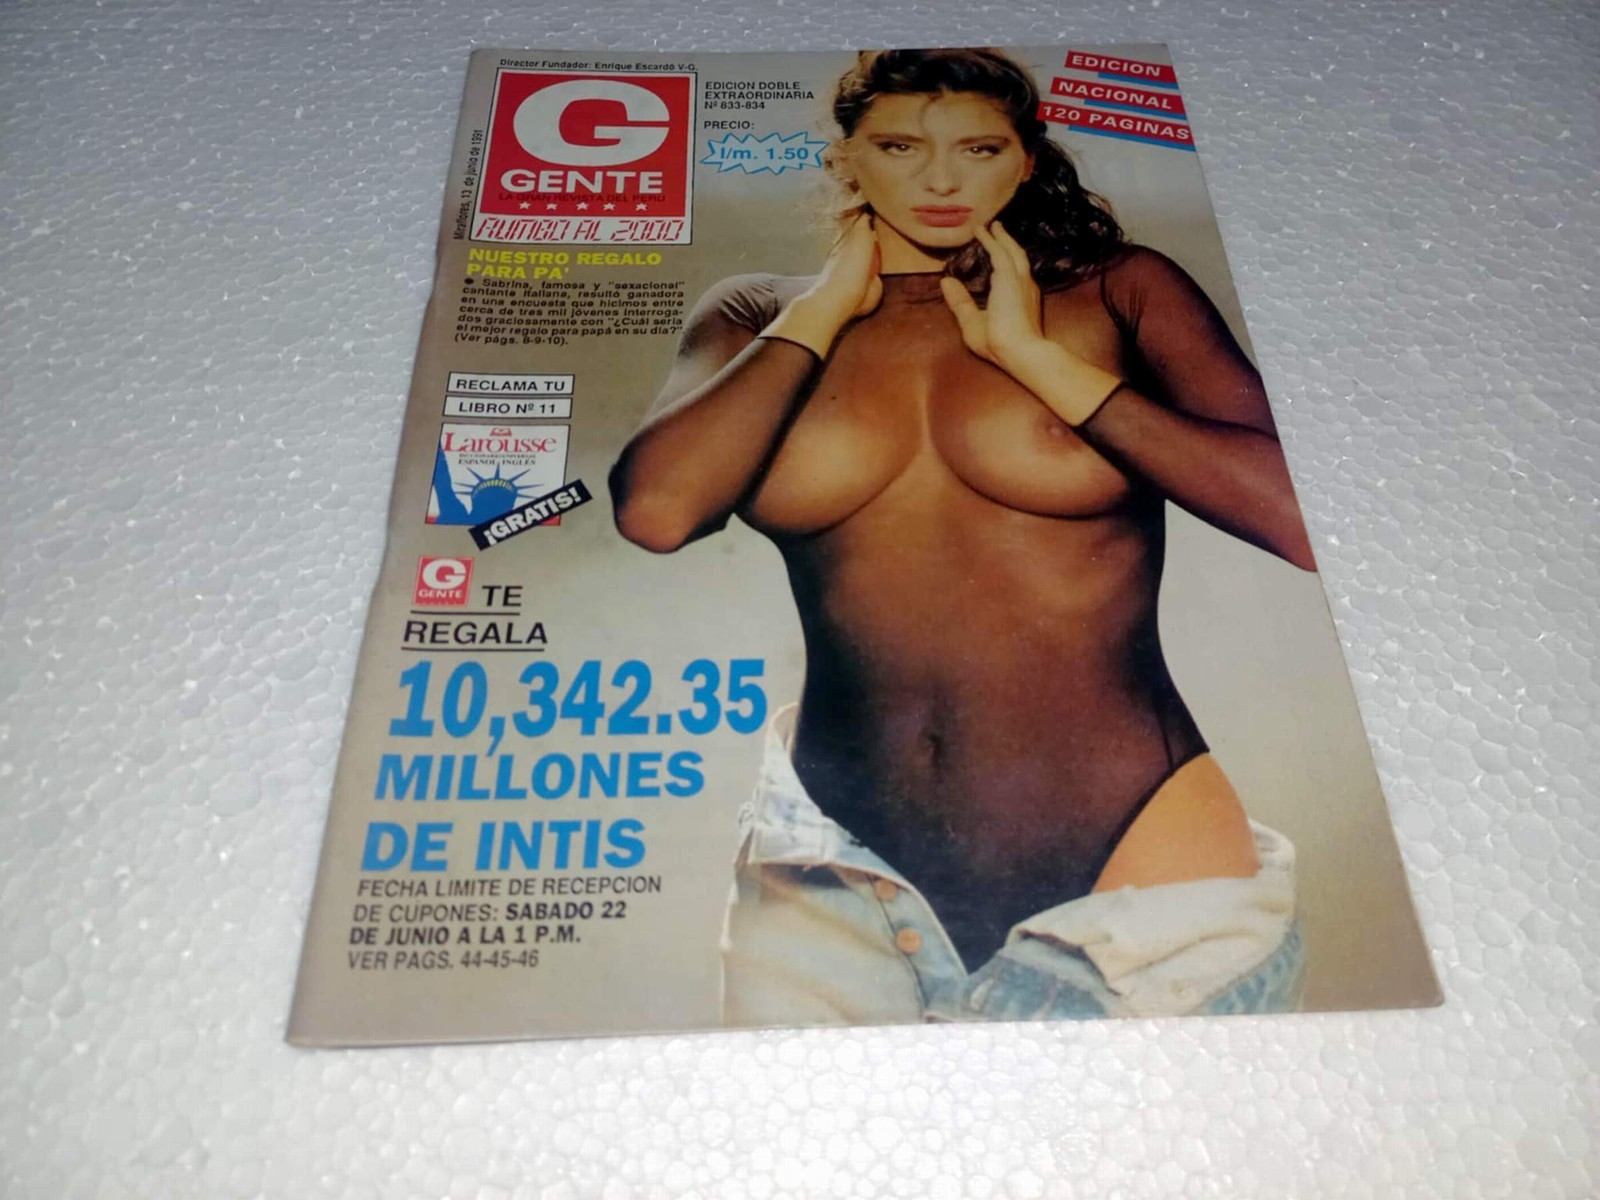 Director Fundador: Enrique Escardó V-G.
Miraflores, 13 de junio de 1991
G
GENTE
LA GRAN REVISTA DEL PERU
RUMBO AL 2000
EDICION DOBLE
EXTRAORDINARIA
Nº 833-834
PRECIO:
I/m. 1.50
EDICION
NACIONAL
120 PAGINAS
NUESTRO REGALO
PARA PA'
● Sabrina, famosa y "sexacional"
cantante italiana, resultó ganadora
en una encuesta que hicimos entre
cerca de tres mil jóvenes interroga-
dos graciosamente con "¿Cuál sería
el mejor regalo para papá en su día?"
(Ver págs. 8-9-10).
RECLAMA TU
LIBRO Nº 11
Larousse
ESPAÑOL INGLÉS
¡GRATIS!
G
GENTE
TE
REGALA
10,342.35
MILLONES
DE INTIS
FECHA LIMITE DE RECEPCION
DE CUPONES: SABADO 22
DE JUNIO A LA 1 P.M.
VER PAGS. 44-45-46